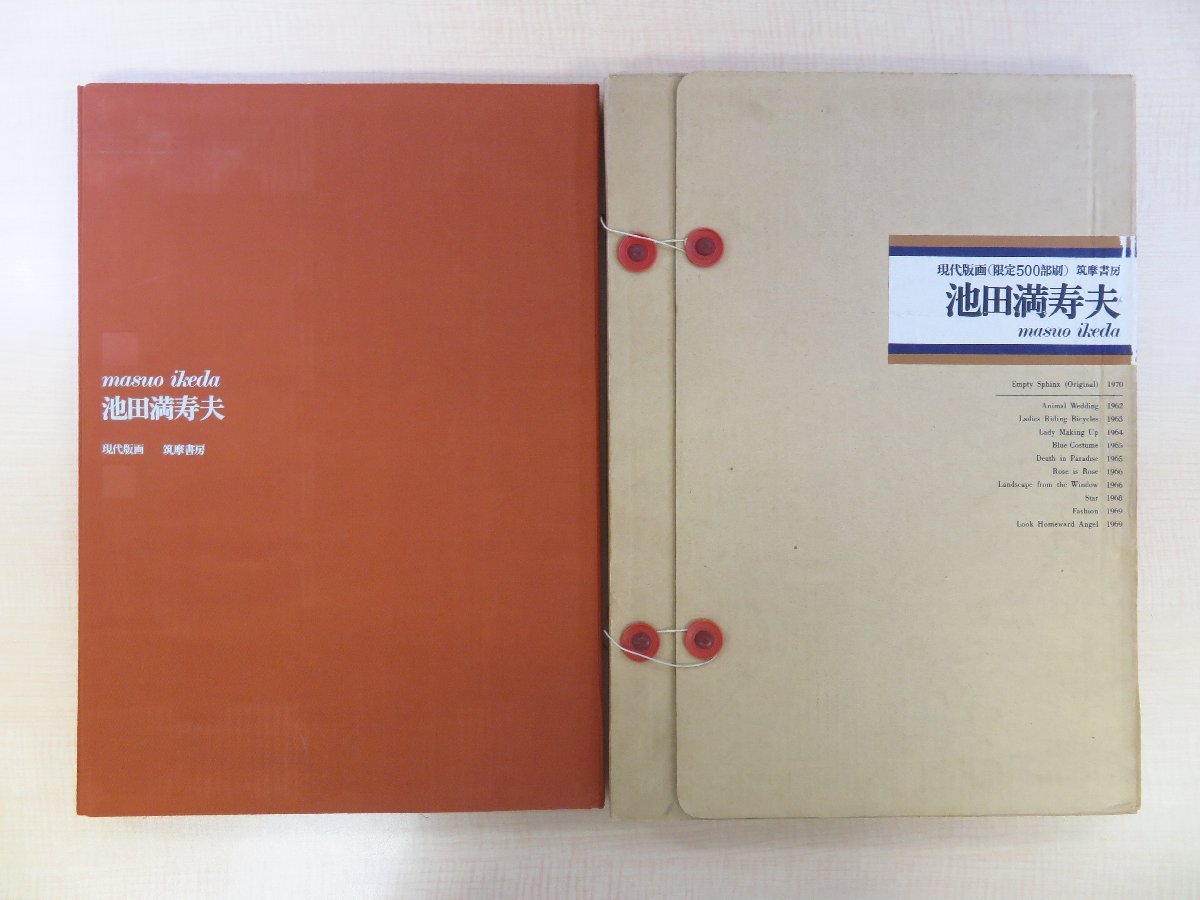 masuo ikeda
池田満寿夫
現代版画 筑摩書房
現代版画(限定500部刷) 筑摩書房
池田満寿夫
masuo ikeda
Empty Sphinx (Original) 1970
Animal Wedding 1962
Ladies Riding Bicycles 1963
Lady Making Up 1964
Blue Costume 1965
Death in Paradise 1965
Rose is Rose 1966
Landscape from the Window 1966
Star 1968
Fashion 1969
Look Homeward Angel 1969